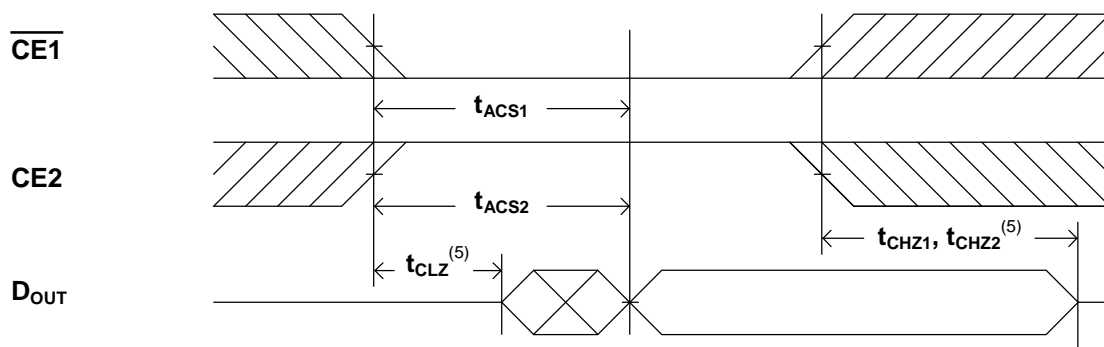 CE1
tACS1
CE2
tACS2
tCHZ1, tCHZ2(5)
tCLZ(5)
DOUT